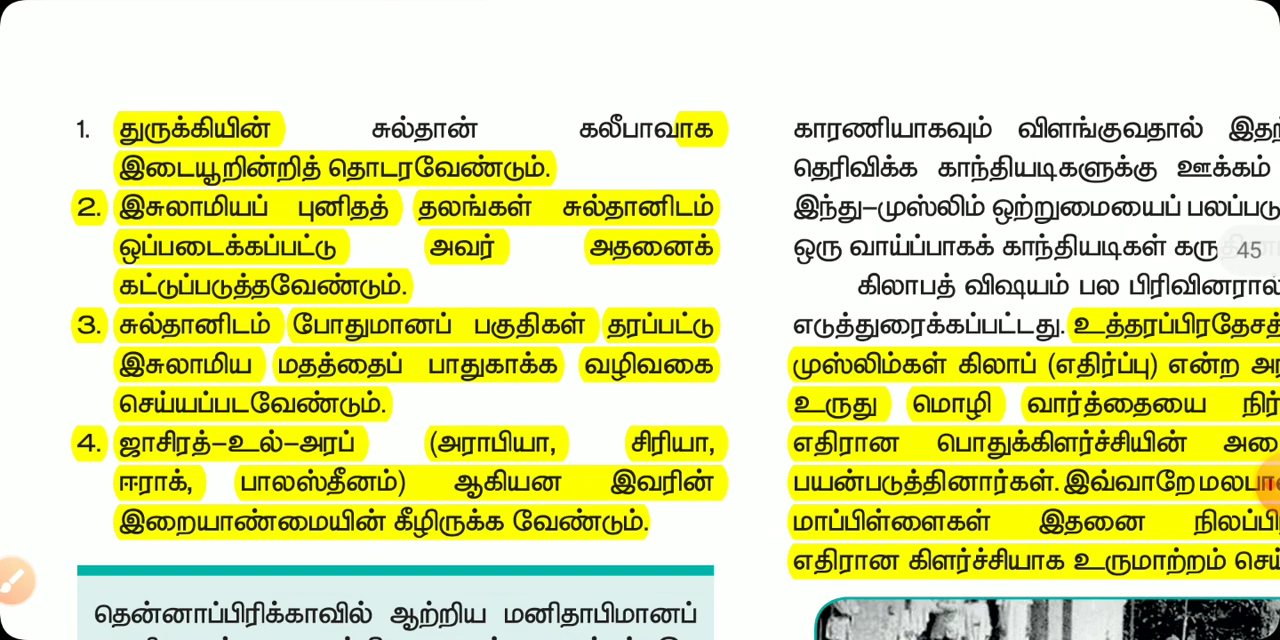 1. துருக்கியின் சுல்தான் கலீபாவாக
இடையூறின்றித் தொடரவேண்டும்.
2. இசுலாமியப் புனிதத் தலங்கள் சுல்தானிடம்
ஒப்படைக்கப்பட்டு அவர் அதனைக்
கட்டுப்படுத்தவேண்டும்.
3. சுல்தானிடம் போதுமானப் பகுதிகள் தரப்பட்டு
இசுலாமிய மதத்தைப் பாதுகாக்க வழிவகை
செய்யப்படவேண்டும்.
4. ஜாசிரத்-உல்-அரப் (அராபியா, சிரியா,
ஈராக், பாலஸ்தீனம்) ஆகியன இவரின்
இறையாண்மையின் கீழிருக்க வேண்டும்.
தென்னாப்பிரிக்காவில் ஆற்றிய மனிதாபிமானப்
காரணியாகவும் விளங்குவதால்
தெரிவிக்க காந்தியடிகளுக்கு ஊக்கம்
இந்து-முஸ்லிம் ஒற்றுமையைப்
ஒரு வாய்ப்பாகக் காந்தியடிகள்
45
கிலாபத் விஷயம் பல பிரிவினரால்
எடுத்துரைக்கப்பட்டது.
முஸ்லிம்கள் கிலாப் (எதிர்ப்பு) என்ற
உருது மொழி வார்த்தையை
எதிரான பொதுக்கிளர்ச்சியின்
பயன்படுத்தினார்கள். இவ்வாறே
மாப்பிள்ளைகள் இதனை
எதிரான கிளர்ச்சியாக உருமாற்றம்